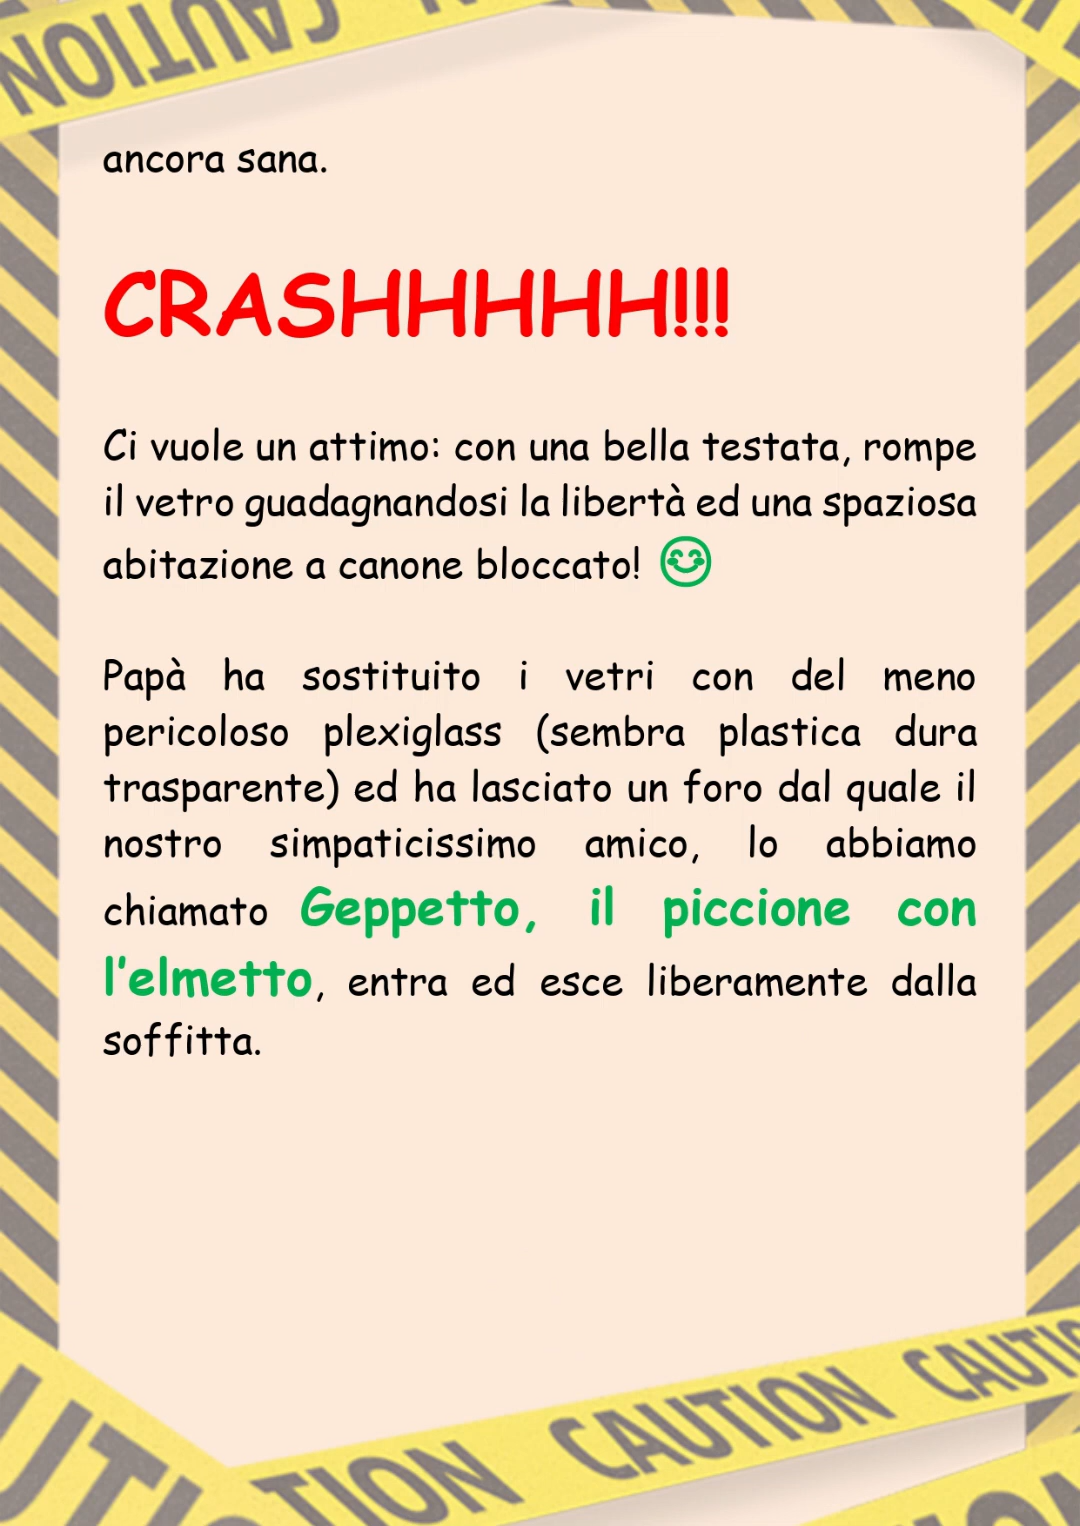 CAUTION
ancora sana.
CRASHHHHH!!!
Ci vuole un attimo: con una bella testata, rompe
il vetro guadagnandosi la libertà ed una spaziosa
abitazione a canone bloccato! 😊
Papà ha sostituito i vetri con del meno
pericoloso plexiglass (sembra plastica dura
trasparente) ed ha lasciato un foro dal quale il
nostro simpaticissimo amico, lo abbiamo
chiamato Geppetto, il piccione con
l'elmetto, entra ed esce liberamente dalla
soffitta.
UTIO
TION CAUTION CAUTIO